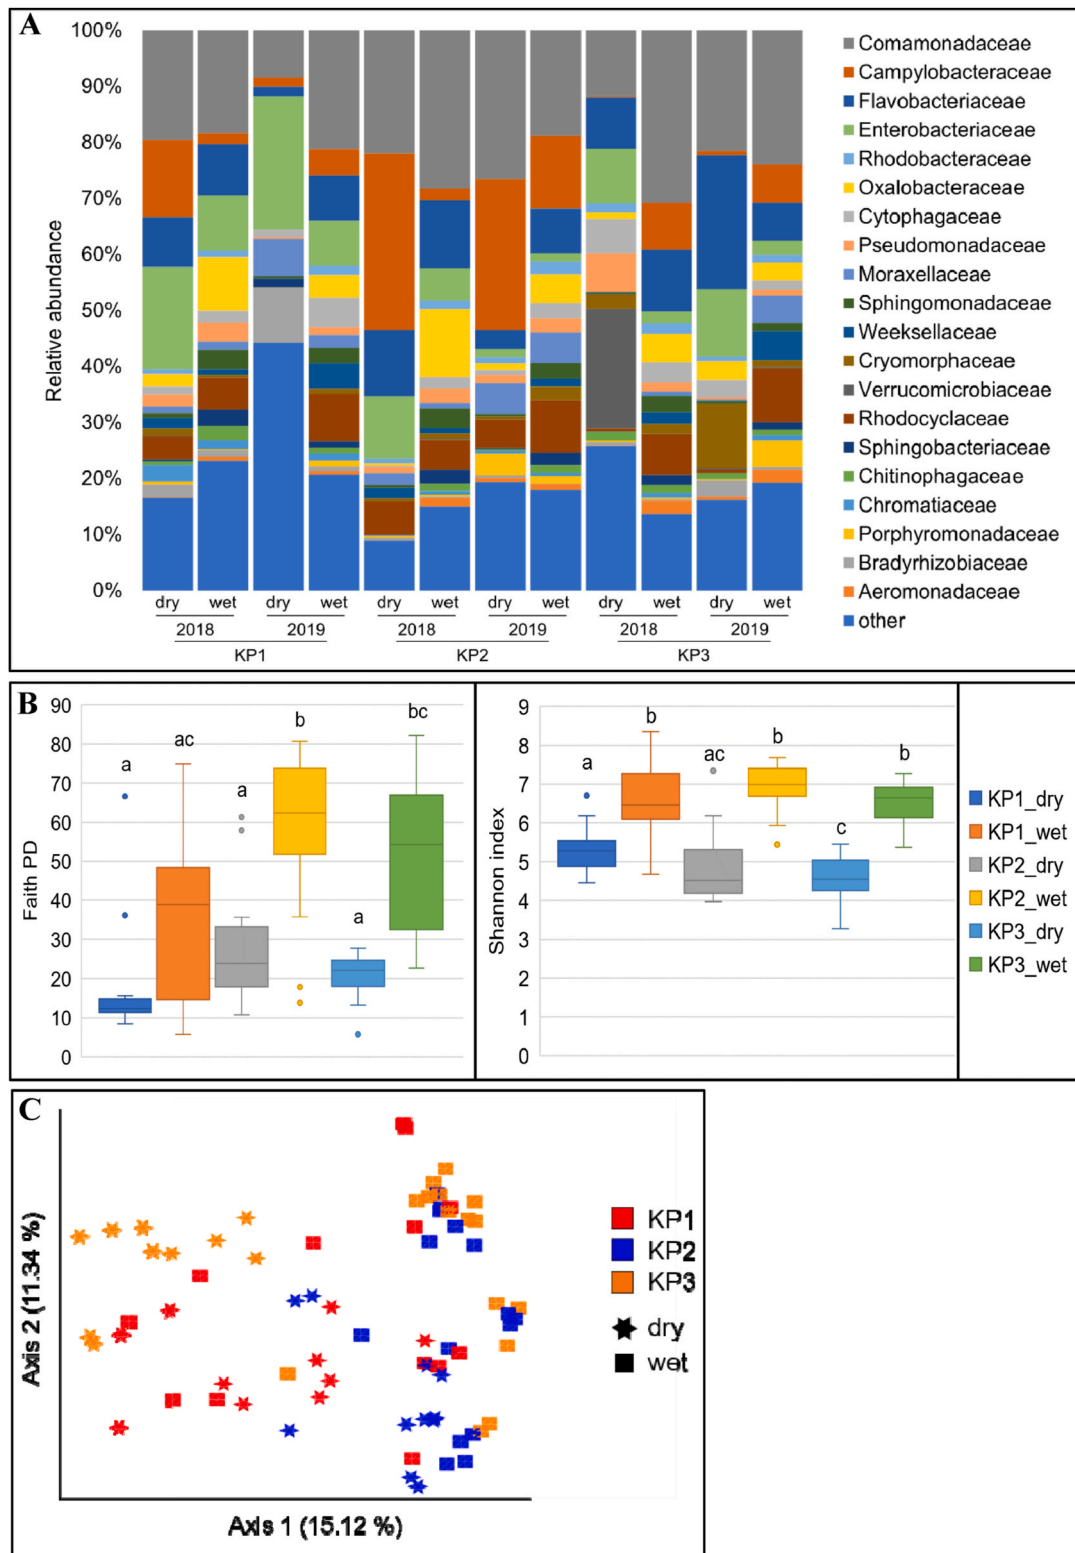 A
100%
90%
80%
70%
60%
50%
40%
30%
20%
10%
0%
Relative abundance
dry wet dry wet dry wet dry wet dry wet dry wet
2018 2019 2018 2019 2018 2019
KP1 KP2 KP3
Comamonadaceae
Campylobacteraceae
Flavobacteriaceae
Enterobacteriaceae
Rhodobacteraceae
Oxalobacteraceae
Cytophagaceae
Pseudomonadaceae
Moraxellaceae
Sphingomonadaceae
Weeksellaceae
Cryomorphaceae
Verrucomicrobiaceae
Rhodocyclaceae
Sphingobacteriaceae
Chitinophagaceae
Chromatiaceae
Porphyromonadaceae
Bradyrhizobiaceae
Aeromonadaceae
other
B
90
80
70
60
50
40
30
20
10
0
Faith PD
a ac a b a bc
9
8
7
6
5
4
3
2
1
0
Shannon index
a b ac b c b
KP1_dry
KP1_wet
KP2_dry
KP2_wet
KP3_dry
KP3_wet
C
Axis 2 (11.34 %)
Axis 1 (15.12 %)
KP1
KP2
KP3
dry
wet